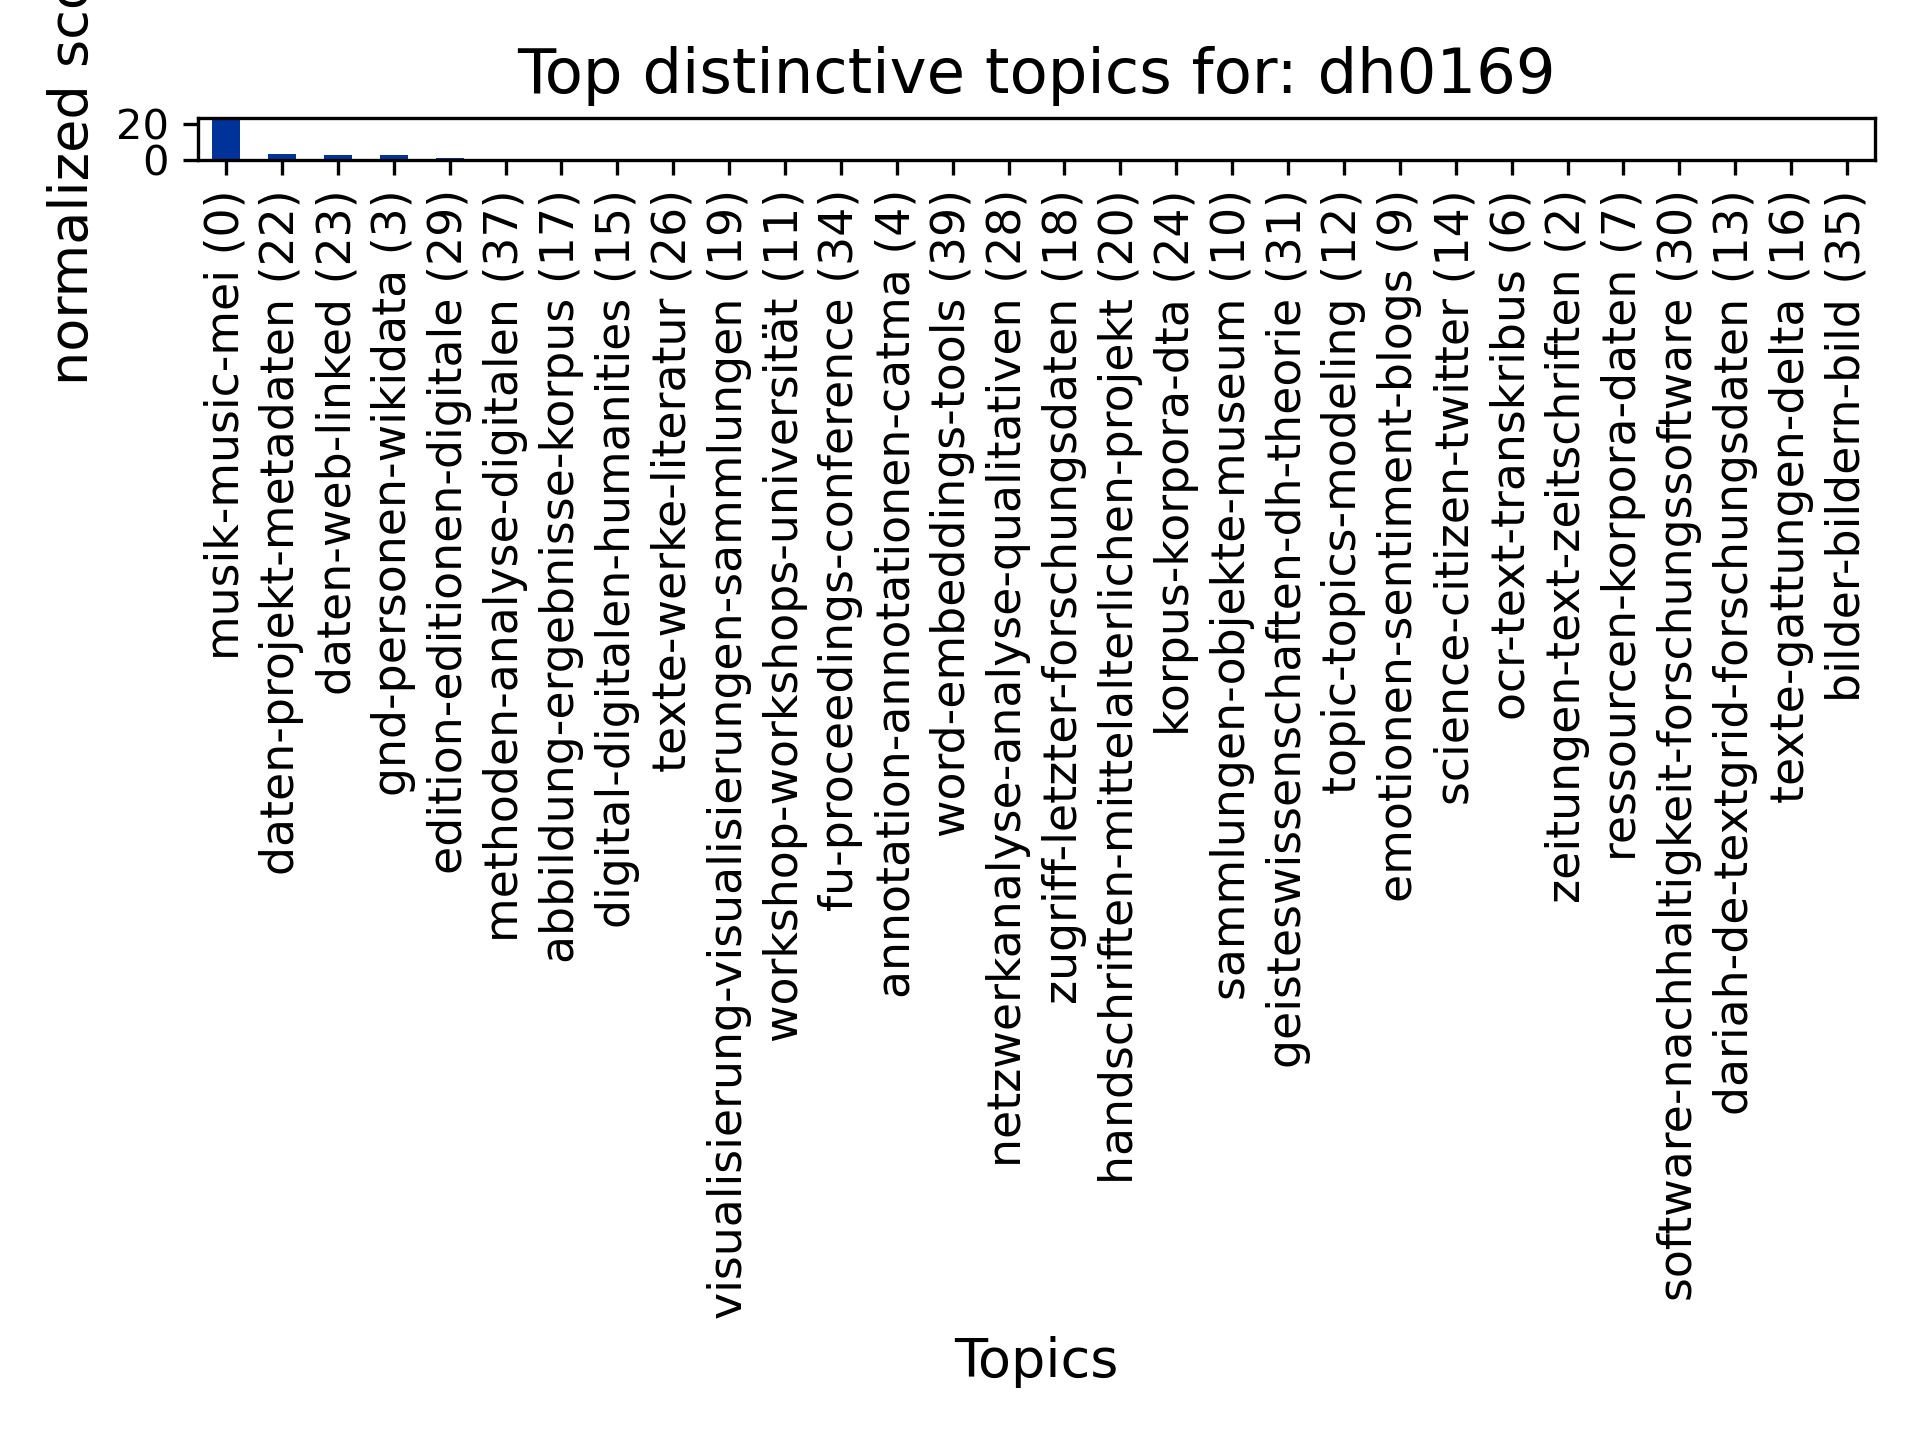 Top distinctive topics for: dh0169
normalized
20
0
musik-music-mei (0)
daten-projekt-metadaten (22)
daten-web-linked (23)
gnd-personen-wikidata (3)
edition-editionen-digitale (29)
methoden-analyse-digitalen (37)
abbildung-ergebnisse-korpus (17)
digital-digitalen-humanities (15)
texte-werke-literatur (26)
visualisierung-visualisierungen-sammlungen (19)
workshop-workshops-universität (11)
fu-proceedings-conference (34)
annotation-annotationen-catma (4)
word-embeddings-tools (39)
netzwerkanalyse-analyse-qualitativen (28)
zugriff-letzter-forschungsdaten (18)
handschriften-mittelalterlichen-projekt (20)
korpus-korpora-dta (24)
sammlungen-objekte-museum (10)
geisteswissenschaften-dh-theorie (31)
topic-topics-modeling (12)
emotionen-sentiment-blogs (9)
science-citizen-twitter (14)
ocr-text-transkribus (6)
zeitungen-text-zeitschriften (2)
ressourcen-korpora-daten (7)
software-nachhaltigkeit-forschungssoftware (30)
dariah-de-textgrid-forschungsdaten (13)
texte-gattungen-delta (16)
bilder-bildern-bild (35)
Topics